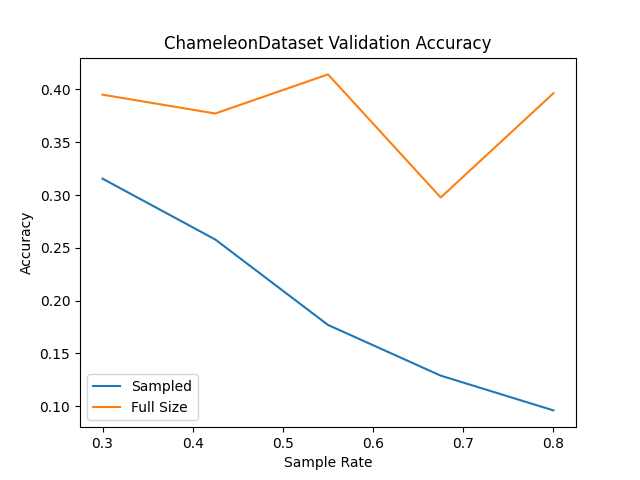 ChameleonDataset Validation Accuracy
Accuracy
0.40
0.35
0.30
0.25
0.20
0.15
0.10
Sampled
Full Size
0.3 0.4 0.5 0.6 0.7 0.8
Sample Rate